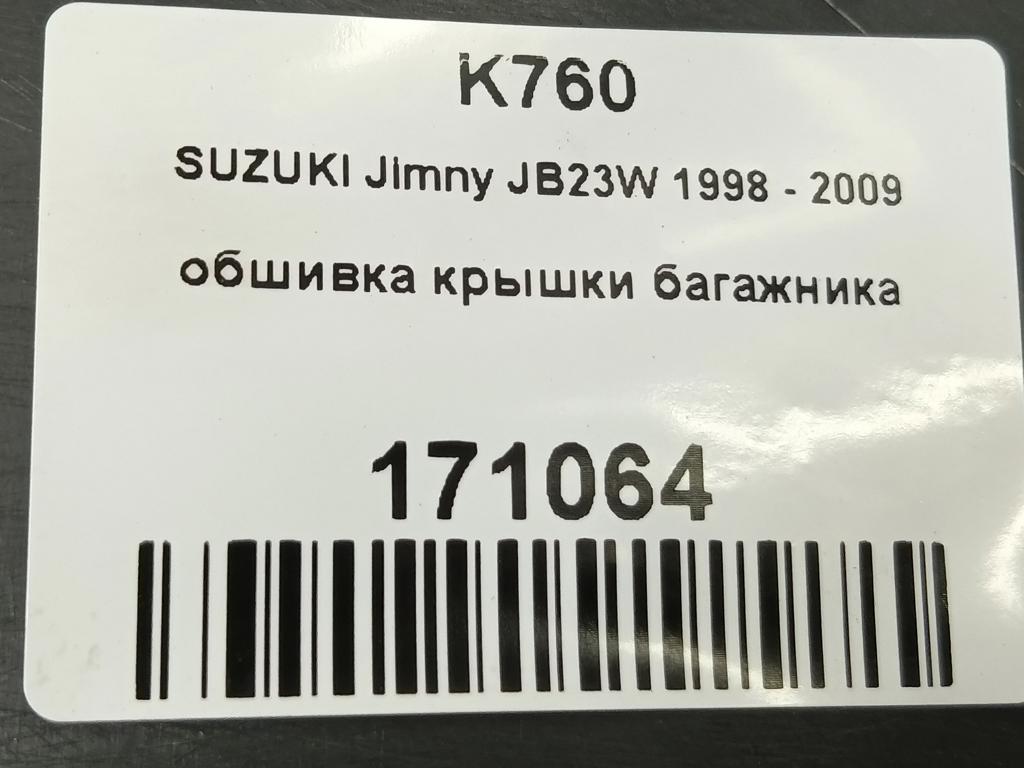 K760
SUZUKI Jimny JB23W 1998 - 2009
обшивка крышки багажника
171064